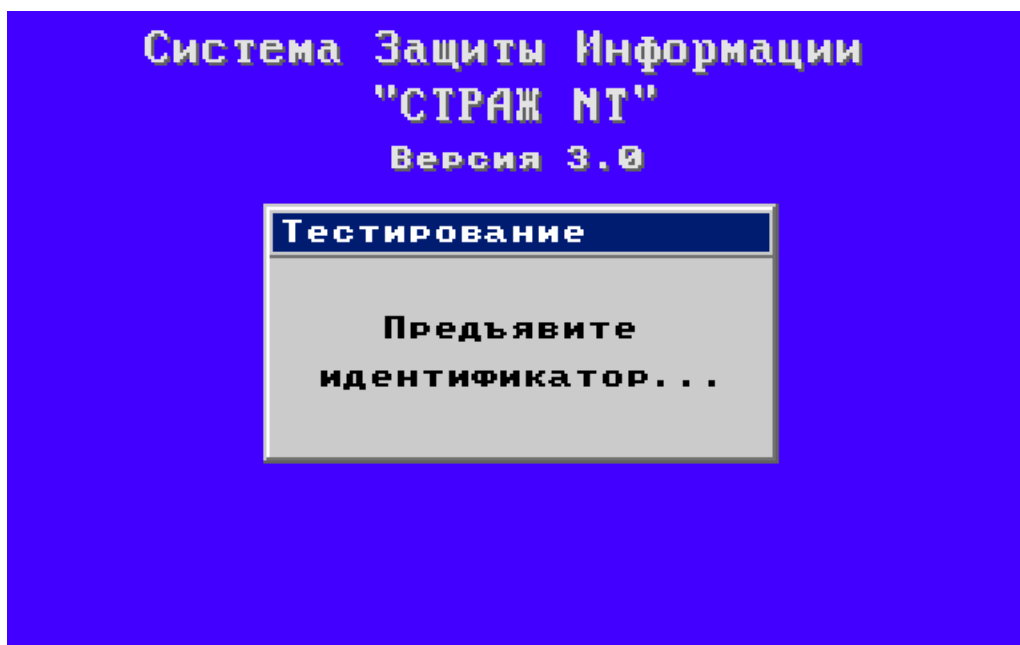 Система Защиты Информации
"СТРАЖ NT"
Версия 3.0
Тестирование
Предъявите
идентификатор...